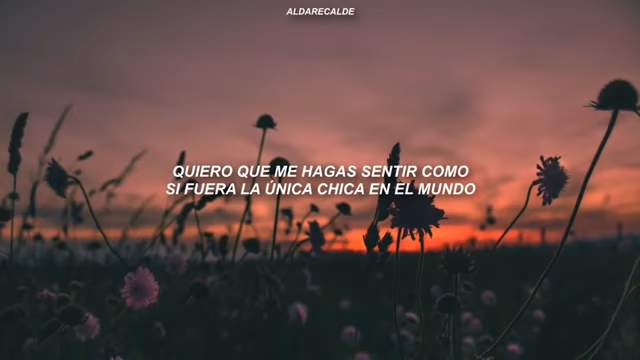 ALDARECALDE
QUIERO QUE ME HAGAS SENTIR COMO
SI FUERA LA ÚNICA CHICA EN EL MUNDO